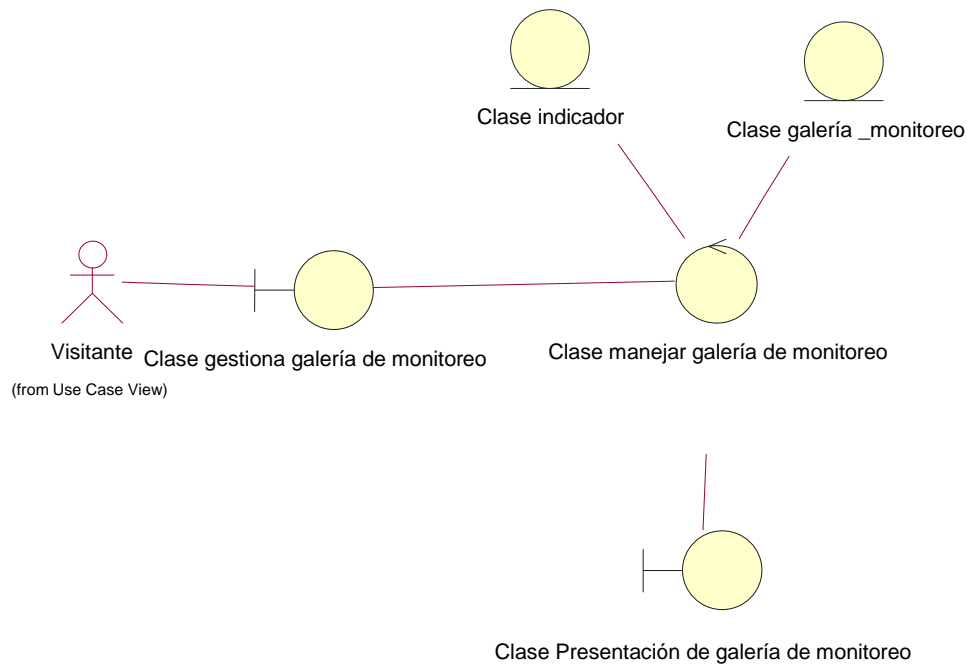 Clase indicador
Clase galería _monitoreo
Visitante
(from Use Case View)
Clase gestiona galería de monitoreo
Clase manejar galería de monitoreo
Clase Presentación de galería de monitoreo